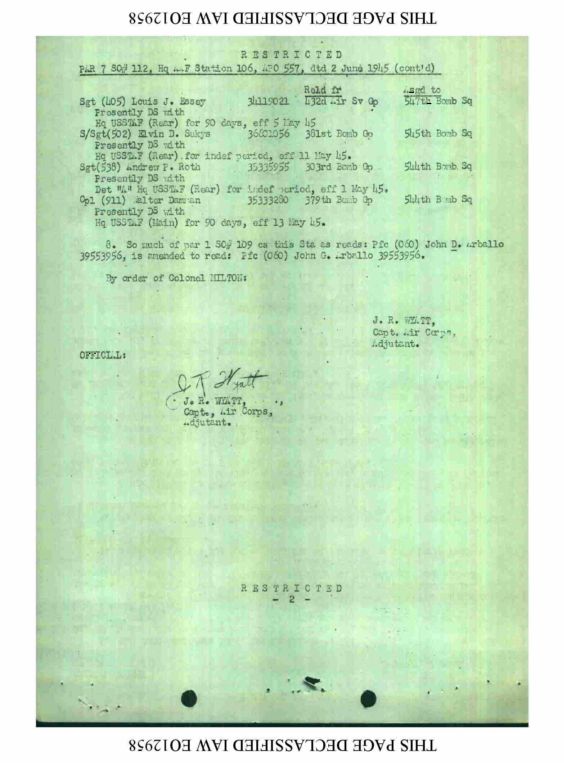 THIS PAGE DECLASSIFIED IAW EO12958
RESTRICTED
PAR 7 SO# 112, Hq AAF Station 106, APO 557, dtd 2 June 1945 (cont'd)
Reld fr Asgd to
Sgt (405) Louis J. Essey 34119021 432d Air Sv Gp 547th Bomb Sq
Presently DS with
Hq USSTAF (Rear) for 90 days, eff 5 May 45
S/Sgt(502) Elvin D. Sukys 36601056 381st Bomb Gp 545th Bomb Sq
Presently DS with
Hq USSTAF (Rear) for indef period, eff 11 May 45.
Sgt(538) Andrew P. Roth 35335955 303rd Bomb Gp 544th Bomb Sq
Presently DS with
Det "A" Hq USSTAF (Rear) for indef period, eff 1 May 45.
Cpl (911) Walter 35333280 379th Bomb Gp 544th Bomb Sq
Presently DS with
Hq USSTAF (Main) for 90 days, eff 13 May 45.
8. So much of par 1 SO# 109 cs this Sta as reads: Pfc (060) John D. Arballo
39553956, is amended to read: Pfc (060) John G. Arballo 39553956.
By order of Colonel MILTON:
J. R. WYATT,
Capt. Air Corps,
Adjutant.
OFFICIAL:
J R Wyatt
J. R. WYATT,
Capt., Air Corps,
Adjutant.
RESTRICTED
- 2 -
THIS PAGE DECLASSIFIED IAW EO12958